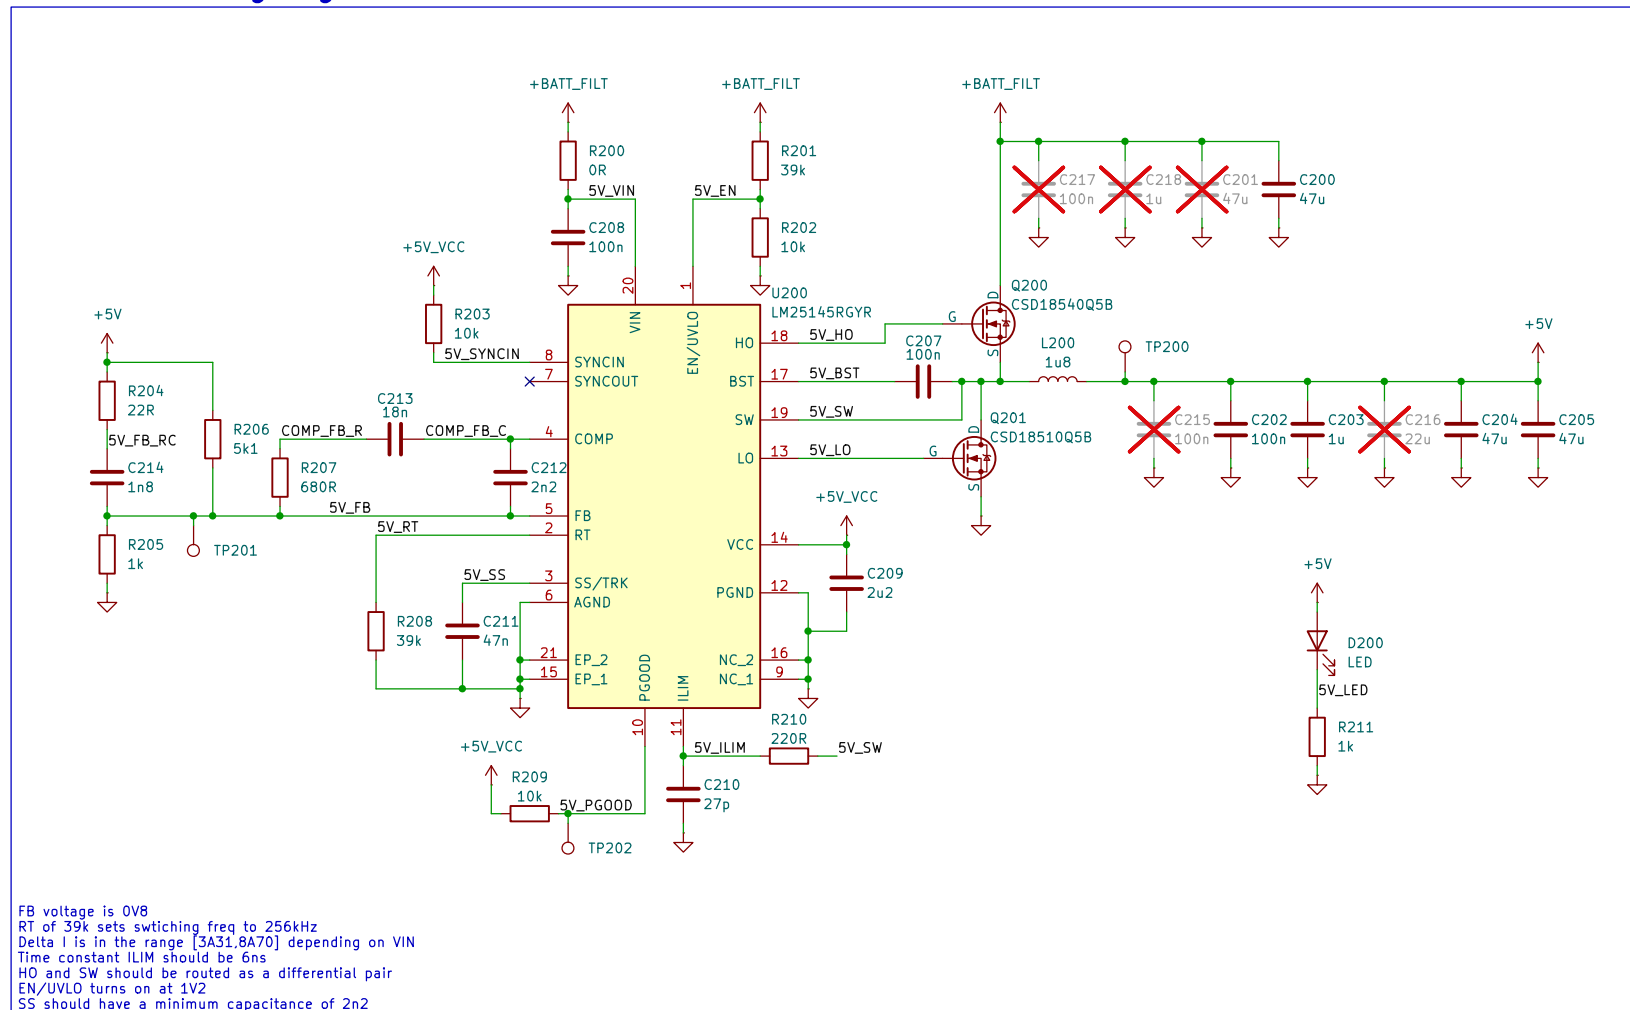 +BATT_FILT
+BATT_FILT
+BATT_FILT
R200
0R
R201
39k
5V_VIN
5V_EN
C217
100n
C218
1u
C201
47u
C200
47u
C208
100n
R202
10k
+5V_VCC
R203
10k
5V_SYNCIN
20
1
U200
LM25145RGYR
VIN
EN/UVLO
Q200
CSD18540Q5B
D
G
S
+5V
8
SYNCIN
7
SYNCOUT
HO
18
5V_HO
C207
100n
L200
1u8
TP200
+5V
BST
17
5V_BST
SW
19
5V_SW
Q201
CSD18510Q5B
D
G
S
LO
13
5V_LO
C215
100n
C202
100n
C203
1u
C216
22u
C204
47u
C205
47u
R204
22R
5V_FB_RC
C214
1n8
R206
5k1
COMP_FB_R
C213
18n
COMP_FB_C
4
COMP
R207
680R
C212
2n2
5V_FB
5
FB
5V_RT
2
RT
TP201
R205
1k
+5V_VCC
VCC
14
C209
2u2
5V_SS
3
SS/TRK
6
AGND
PGND
12
R208
39k
C211
47n
21
EP_2
15
EP_1
NC_2
16
NC_1
9
PGOOD
ILIM
10
11
+5V
D200
LED
5V_LED
R211
1k
R210
220R
5V_ILIM
5V_SW
+5V_VCC
R209
10k
5V_PGOOD
C210
27p
TP202
FB voltage is 0V8
RT of 39k sets swtiching freq to 256kHz
Delta I is in the range [3A31,8A70] depending on VIN
Time constant ILIM should be 6ns
HO and SW should be routed as a differential pair
EN/UVLO turns on at 1V2
SS should have a minimum capacitance of 2n2